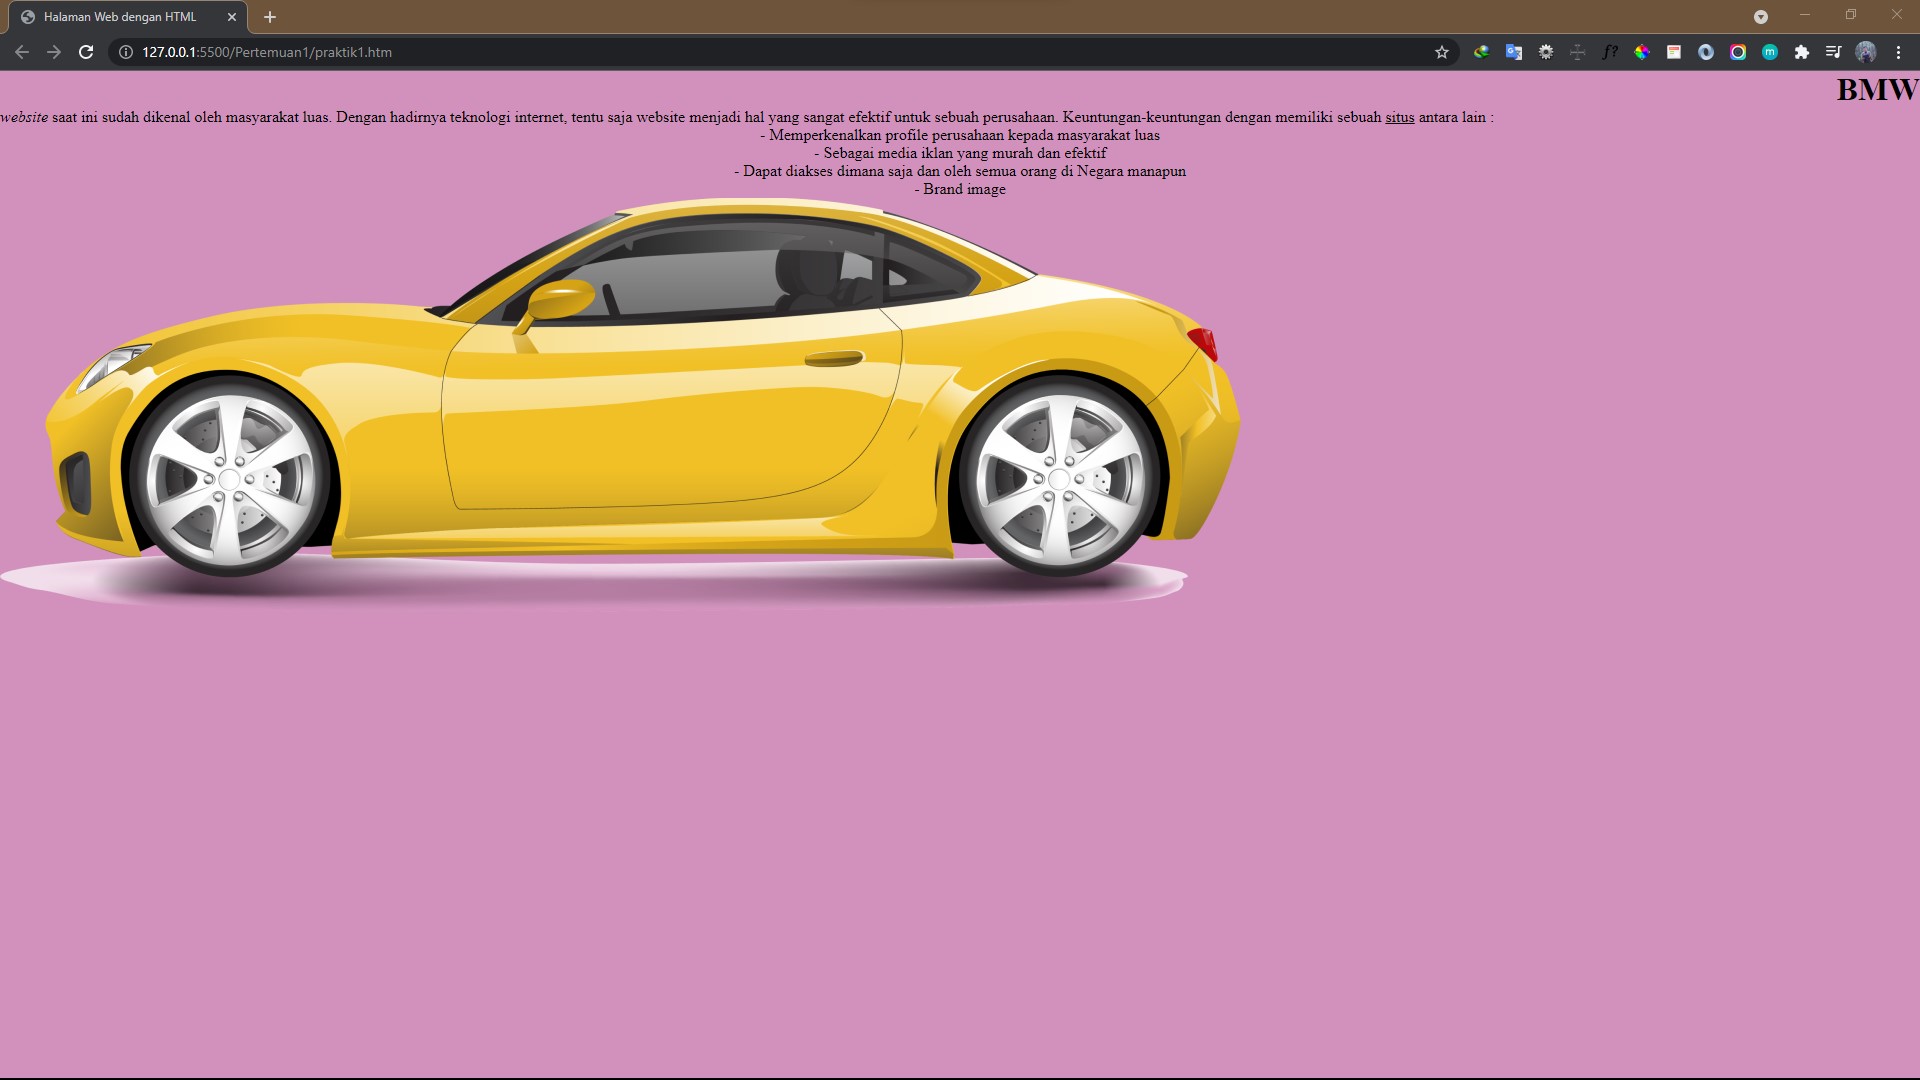 Halaman Web dengan HTML
127.0.0.1:5500/Pertemuan1/praktik1.htm
BMW
website saat ini sudah dikenal oleh masyarakat luas. Dengan hadirnya teknologi internet, tentu saja website menjadi hal yang sangat efektif untuk sebuah perusahaan. Keuntungan-keuntungan dengan memiliki sebuah situs antara lain :
- Memperkenalkan profile perusahaan kepada masyarakat luas
- Sebagai media iklan yang murah dan efektif
- Dapat diakses dimana saja dan oleh semua orang di Negara manapun
- Brand image